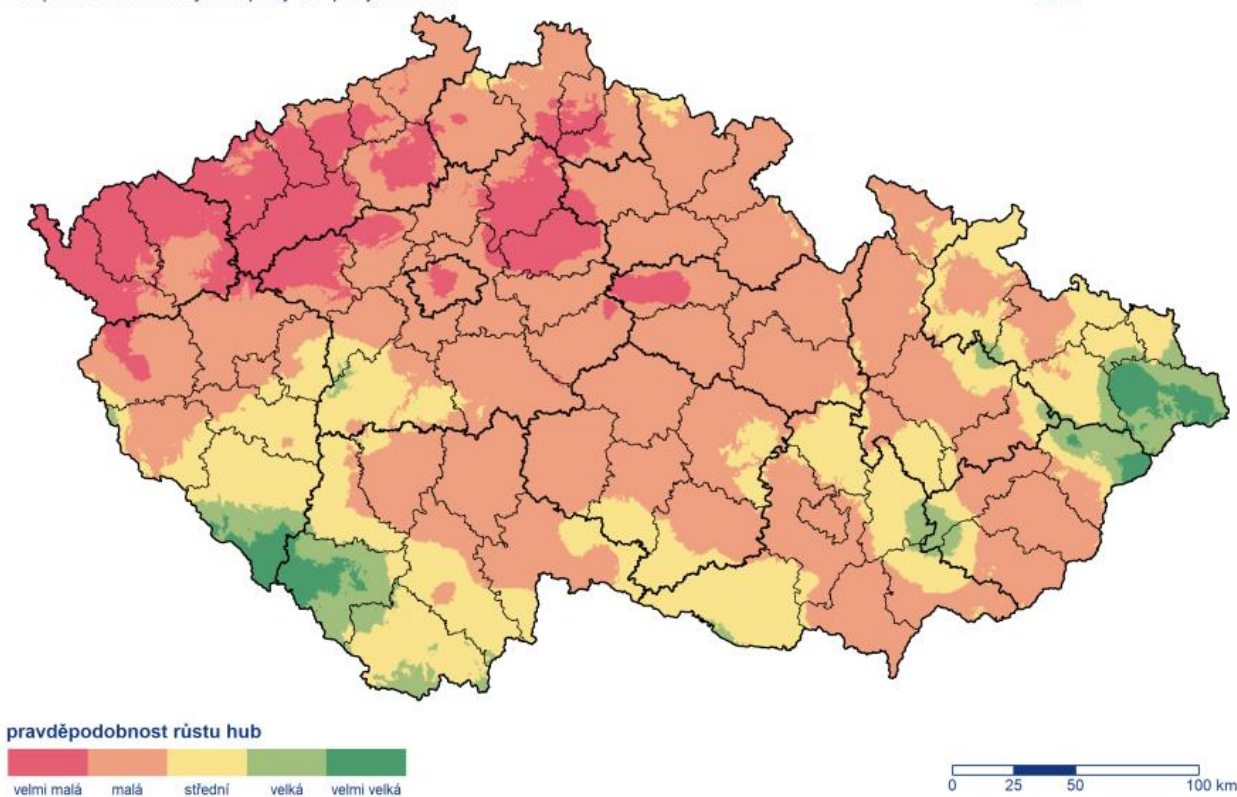 pravděpodobnost růstu hub
velmi malá malá střední velká velmi velká
0 25 50 100 km